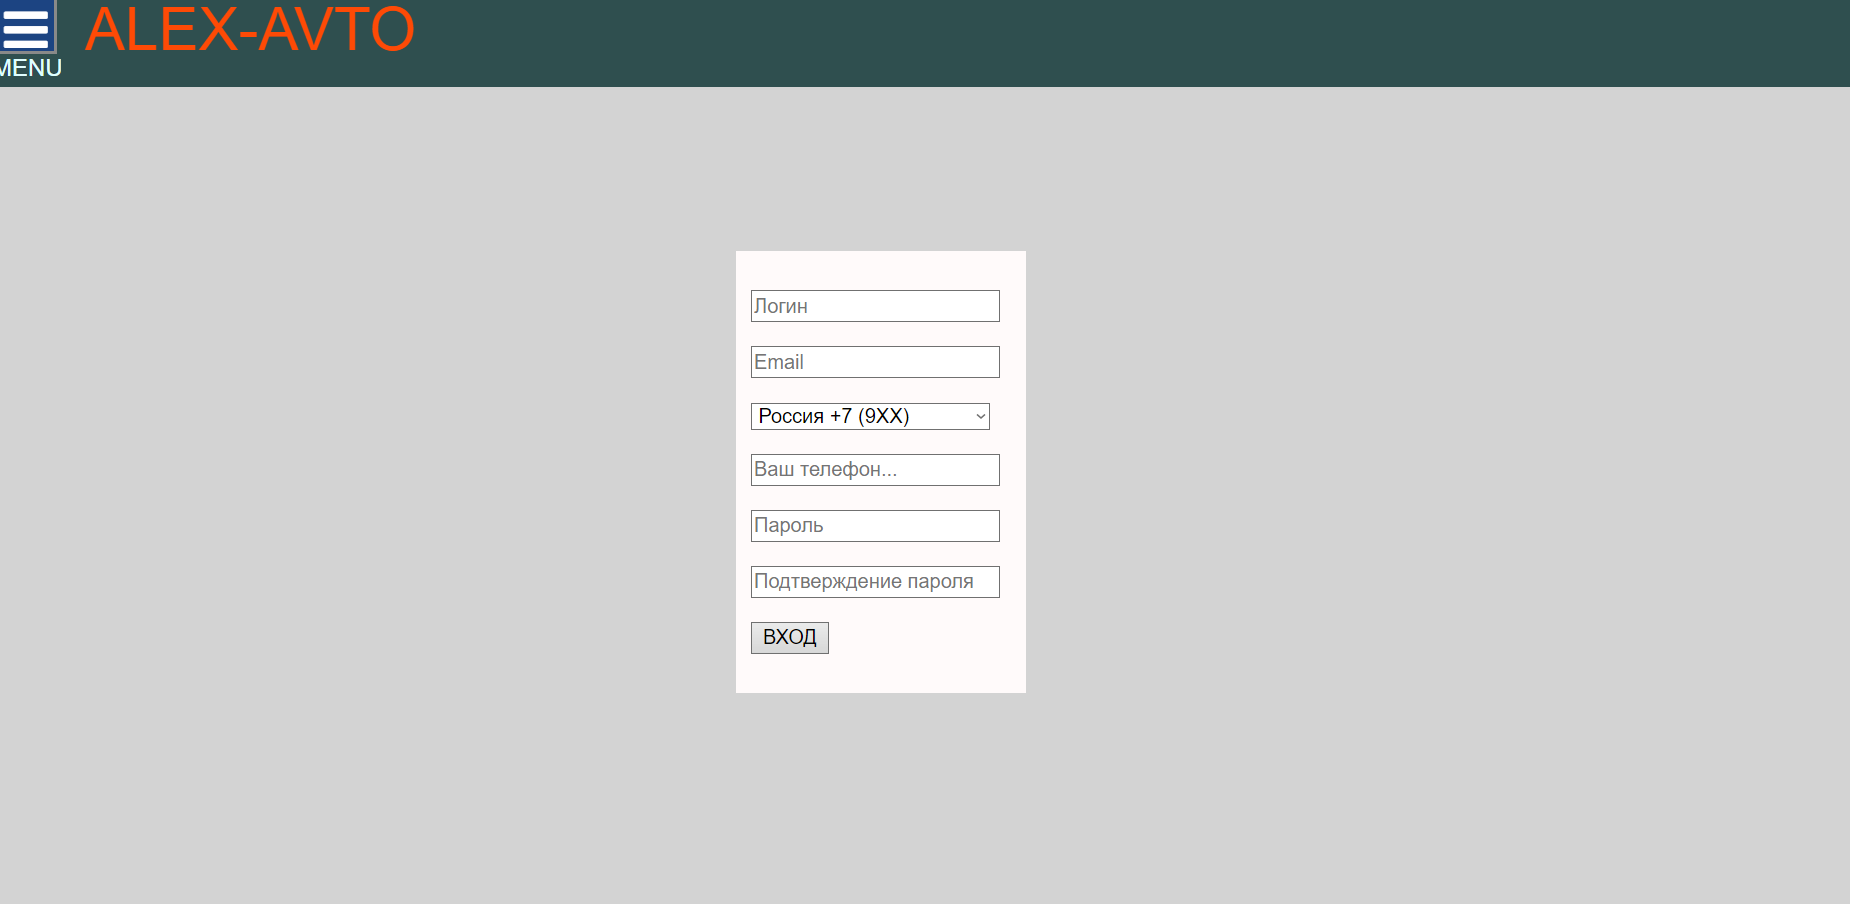 ALEX-AVTO
MENU
Логин
Email
Россия +7 (9XX)
Ваш телефон...
Пароль
Подтверждение пароля
ВХОД